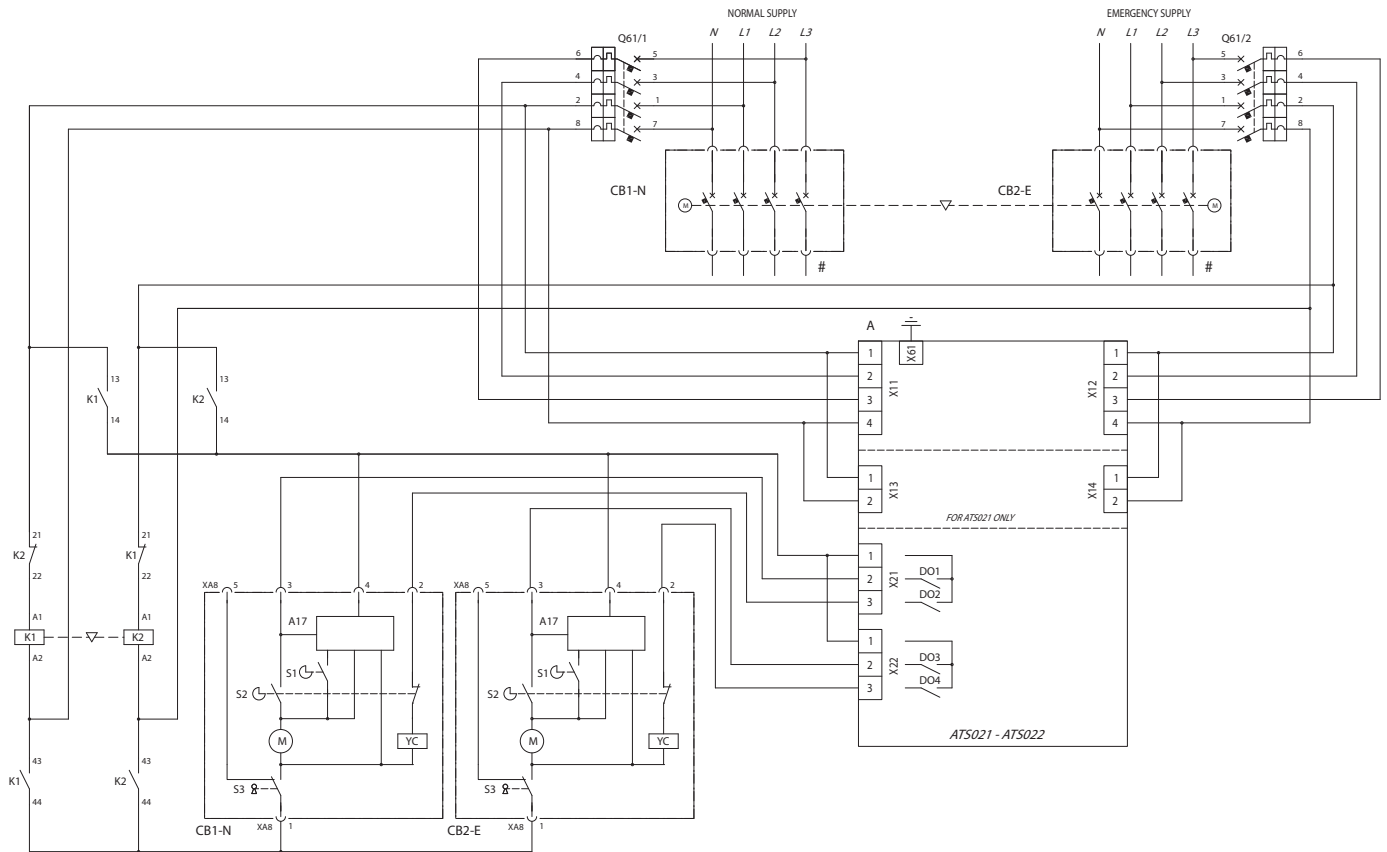 NORMAL SUPPLY
EMERGENCY SUPPLY
N L1 L2 L3
N L1 L2 L3
Q61/1
Q61/2
6 5
5 6
4 3
3 4
2 1
1 2
8 7
7 8
CB1-N
CB2-E
M
M
#
#
A
X61
1
2
3
4
X11
1
2
3
4
X12
13
K1
14
13
K2
14
1
2
X13
1
2
X14
FOR ATS021 ONLY
21
K2
22
21
K1
22
1
2
3
X21
DO1
DO2
XA8 5 3 4 2
XA8 5 3 4 2
A1
K1
A2
A1
K2
A2
A17
S1
S2
M
YC
S3
A17
S1
S2
M
YC
S3
1
2
3
X22
DO3
DO4
ATS021 - ATS022
43
K1
44
43
K2
44
CB1-N
XA8 1
CB2-E
XA8 1